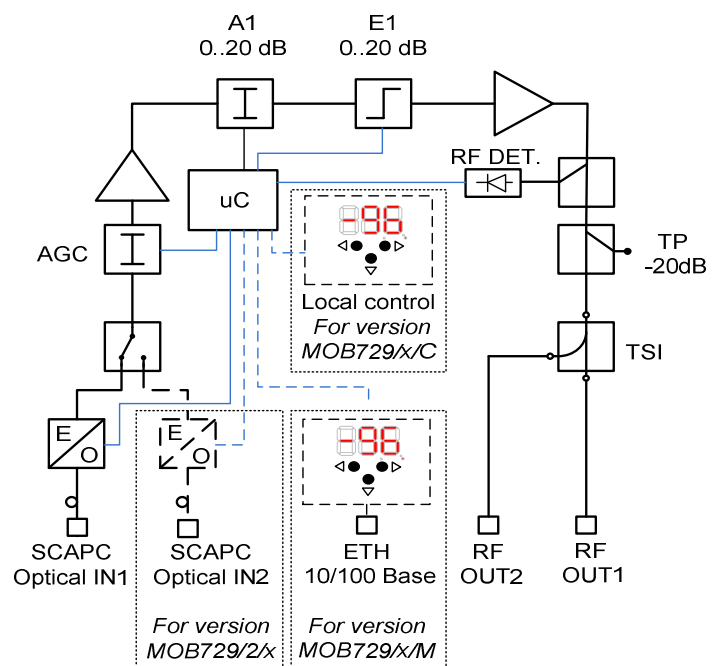 A1
0..20 dB
E1
0..20 dB
RF DET.
uC
-96
AGC
TP
-20dB
Local control
For version
MOB729/x/C
TSI
E
O
E
O
-96
SCAPC
Optical IN1
SCAPC
Optical IN2
ETH
10/100 Base
RF
OUT2
RF
OUT1
For version
MOB729/2/x
For version
MOB729/x/M